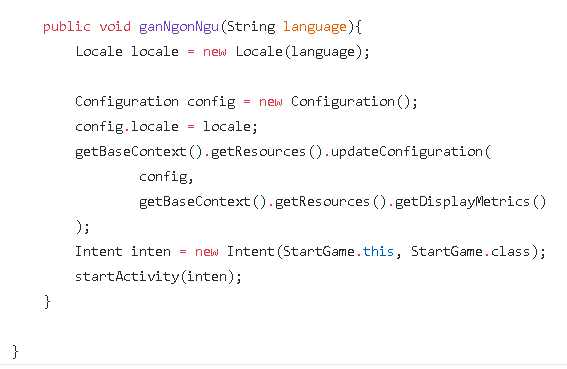 public void ganNgonNgu(String language){
Locale locale = new Locale(language);
Configuration config = new Configuration();
config.locale = locale;
getBaseContext().getResources().updateConfiguration(
config,
getBaseContext().getResources().getDisplayMetrics()
);
Intent inten = new Intent(StartGame.this, StartGame.class);
startActivity(inten);
}
}